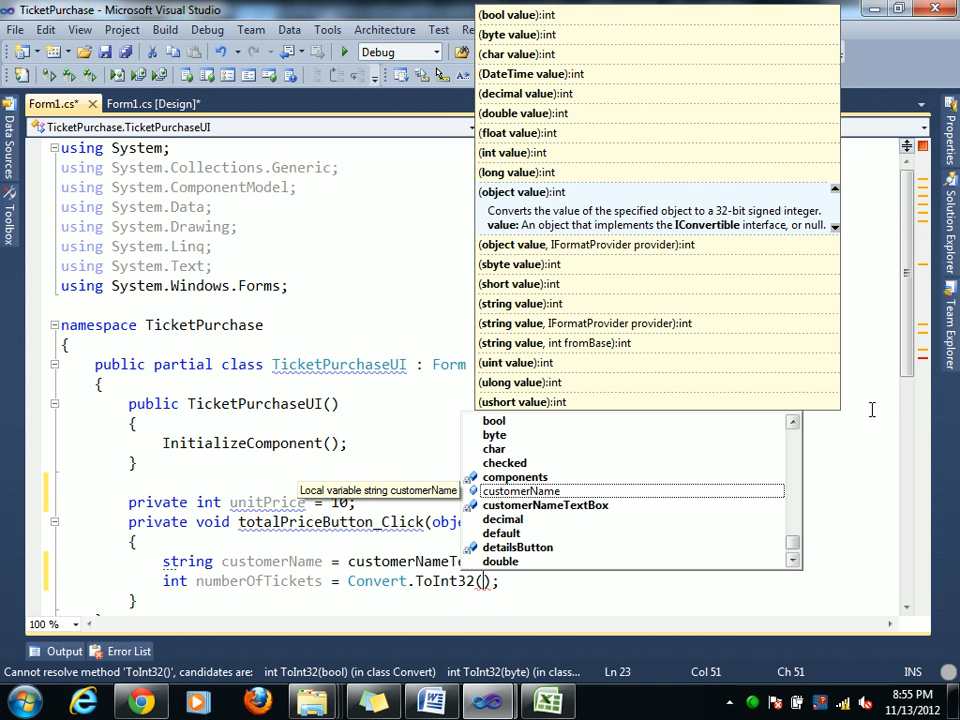 TicketPurchase - Microsoft Visual Studio
File Edit View Project Build Debug Team Data Tools Architecture Test Re
Debug
Form1.cs* Form1.cs [Design]*
TicketPurchase.TicketPurchaseUI
Data Sources
Toolbox
Properties
Solution Explorer
Team Explorer
using System;
using System.Collections.Generic;
using System.ComponentModel;
using System.Data;
using System.Drawing;
using System.Linq;
using System.Text;
using System.Windows.Forms;
namespace TicketPurchase
{
public partial class TicketPurchaseUI : Form
{
public TicketPurchaseUI()
{
InitializeComponent();
}
private int unitPrice = 10;
private void totalPriceButton_Click(obje
{
string customerName = customerNameTe
int numberOfTickets = Convert.ToInt32();
}
(bool value):int
(byte value):int
(char value):int
(DateTime value):int
(decimal value):int
(double value):int
(float value):int
(int value):int
(long value):int
(object value):int
Converts the value of the specified object to a 32-bit signed integer.
value: An object that implements the IConvertible interface, or null.
(object value, IFormatProvider provider):int
(sbyte value):int
(short value):int
(string value):int
(string value, IFormatProvider provider):int
(string value, int fromBase):int
(uint value):int
(ulong value):int
(ushort value):int
bool
byte
char
checked
components
Local variable string customerName
customerName
customerNameTextBox
decimal
default
detailsButton
double
100 %
Output Error List
Cannot resolve method 'ToInt32()', candidates are: int ToInt32(bool) (in class Convert) int ToInt32(byte) (in class... Ln 23 Col 51 Ch 51 INS
8:55 PM
11/13/2012